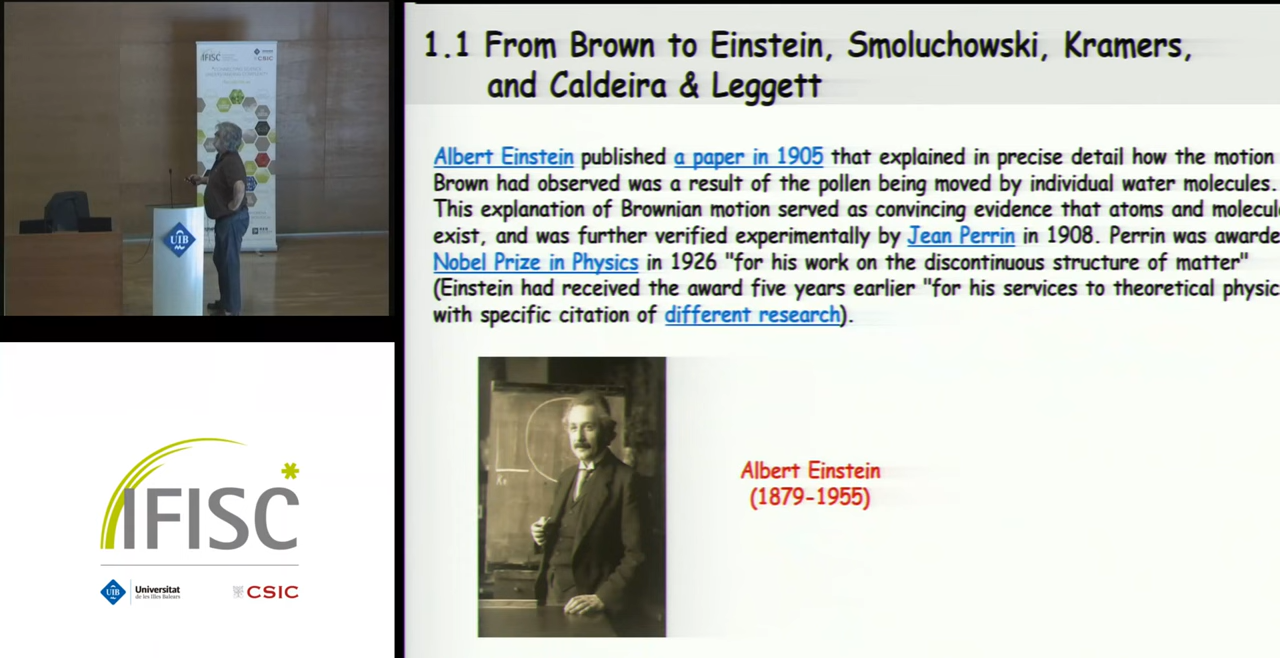 1.1 From Brown to Einstein, Smoluchowski, Kramers,
and Caldeira & Leggett
Albert Einstein published a paper in 1905 that explained in precise detail how the motion
Brown had observed was a result of the pollen being moved by individual water molecules.
This explanation of Brownian motion served as convincing evidence that atoms and molecul
exist, and was further verified experimentally by Jean Perrin in 1908. Perrin was awarde
Nobel Prize in Physics in 1926 "for his work on the discontinuous structure of matter"
(Einstein had received the award five years earlier "for his services to theoretical physic
with specific citation of different research).
Albert Einstein
(1879-1955)
IFISC
CSIC
UIB
IFISC
UIB
Universitat
de les Illes Balears
CSIC